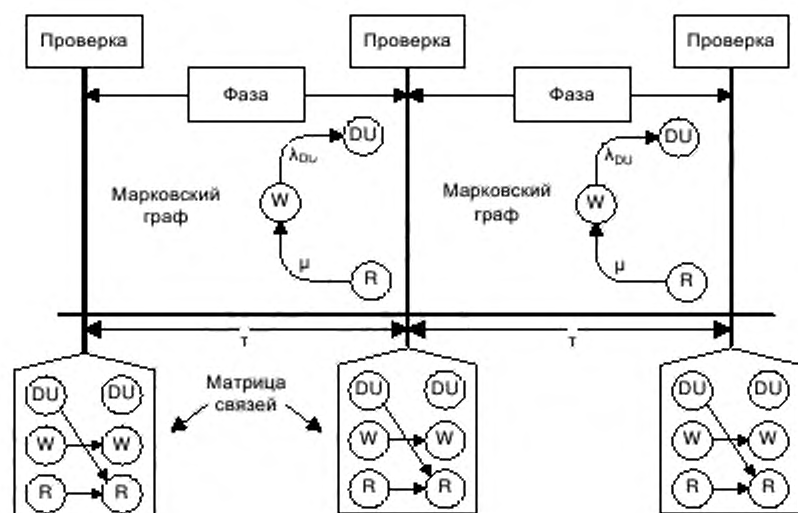 Проверка
Проверка
Проверка
Фаза
Фаза
DU
DU
λDU
λDU
Марковский
граф
W
Марковский
граф
W
μ
R
μ
R
τ
τ
Матрица
связей
DU
DU
W
W
R
R
DU
DU
W
W
R
R
DU
DU
W
W
R
R